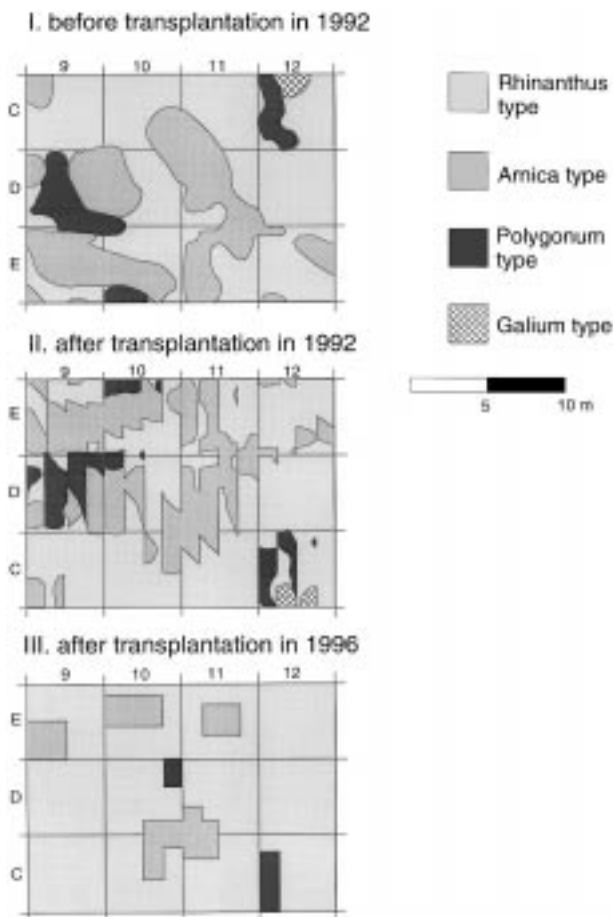 I. before transplantation in 1992
9 10 11 12
C
D
E
Rhinanthus
type
Arnica type
Polygonum
type
Galium type
5 10 m
II. after transplantation in 1992
9 10 11 12
E
D
C
III. after transplantation in 1996
9 10 11 12
E
D
C